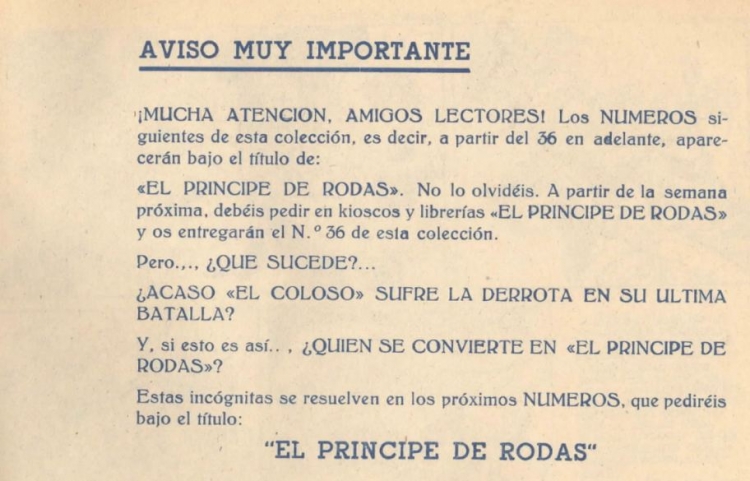 AVISO MUY IMPORTANTE
¡MUCHA ATENCION, AMIGOS LECTORES! Los NUMEROS si-
guientes de esta colección, es decir, a partir del 36 en adelante, apare-
cerán bajo el título de:
«EL PRINCIPE DE RODAS». No lo olvidéis. A partir de la semana
próxima, debéis pedir en kioscos y librerías «EL PRINCIPE DE RODAS»
y os entregarán el N.º 36 de esta colección.
Pero.,., ¿QUE SUCEDE?...
¿ACASO «EL COLOSO» SUFRE LA DERROTA EN SU ULTIMA
BATALLA?
Y, si esto es así.. , ¿QUIEN SE CONVIERTE EN «EL PRINCIPE DE
RODAS»?
Estas incógnitas se resuelven en los próximos NUMEROS, que pediréis
bajo el título:
"EL PRINCIPE DE RODAS"